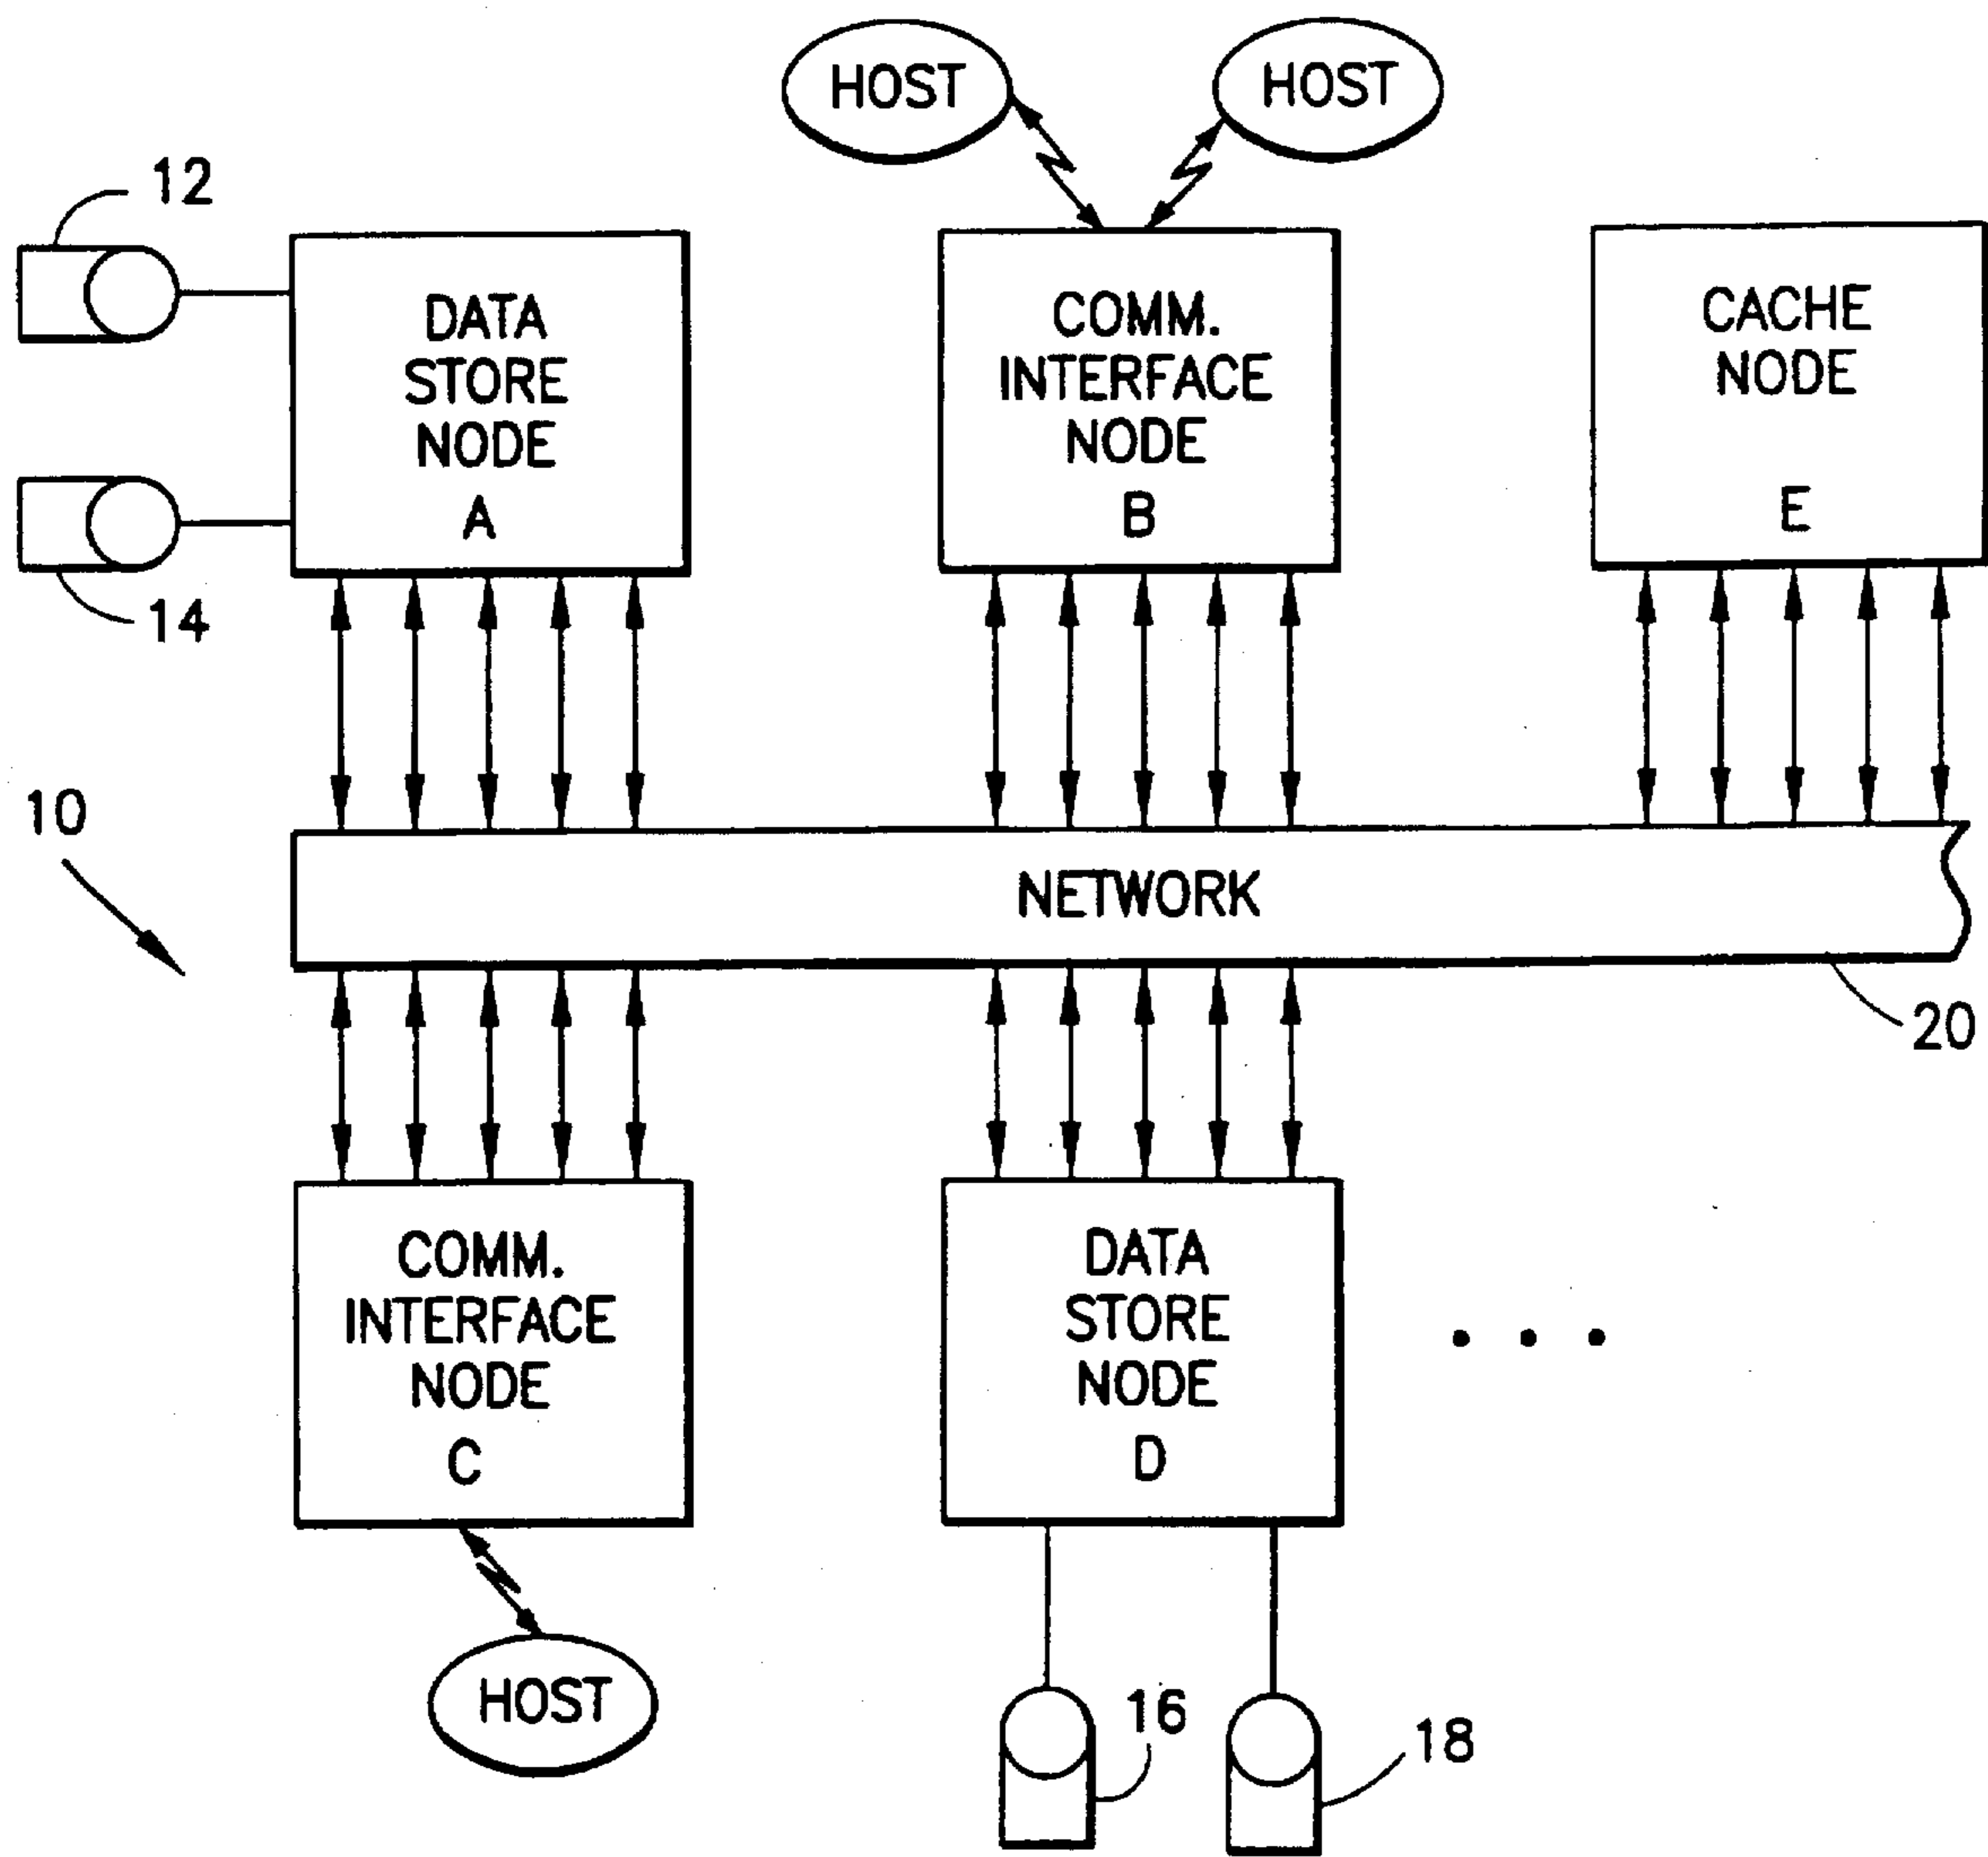 HOST
HOST
12
DATA
STORE
NODE
A
COMM.
INTERFACE
NODE
B
CACHE
NODE
E
14
10
NETWORK
20
COMM.
INTERFACE
NODE
C
DATA
STORE
NODE
D
HOST
16
18